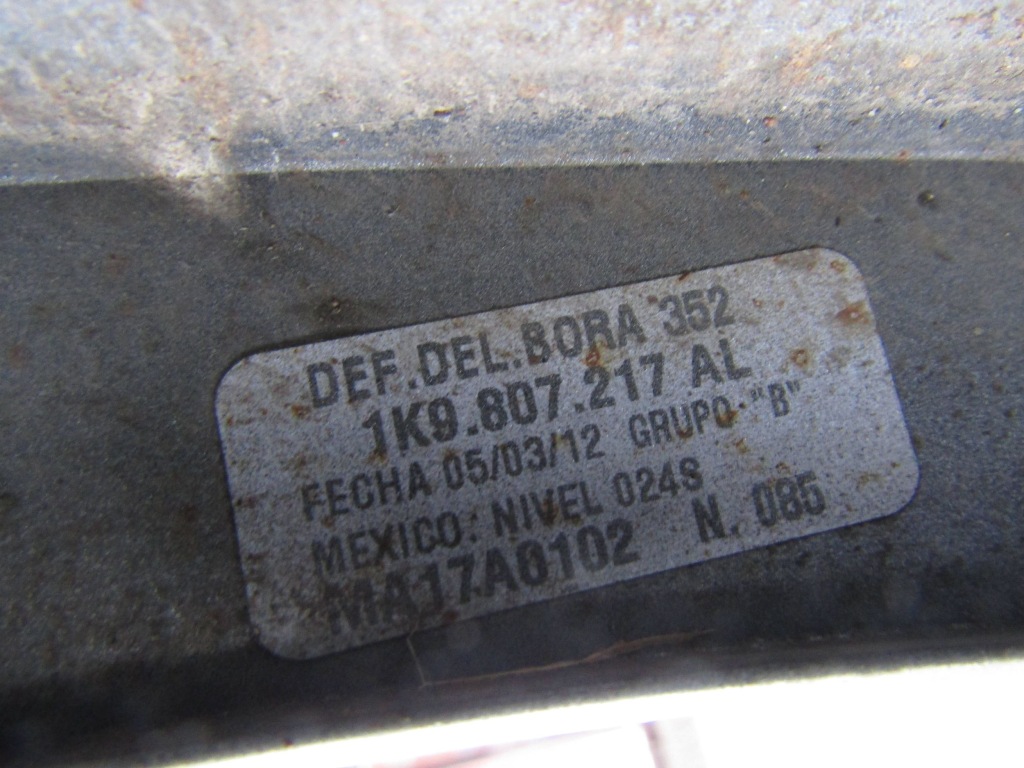 DEF.DEL.BORA 352
1K9.807.217 AL
FECHA 05/03/12 GRUPO "B"
MEXICO: NIVEL 024S
MA17A0102 N. 085